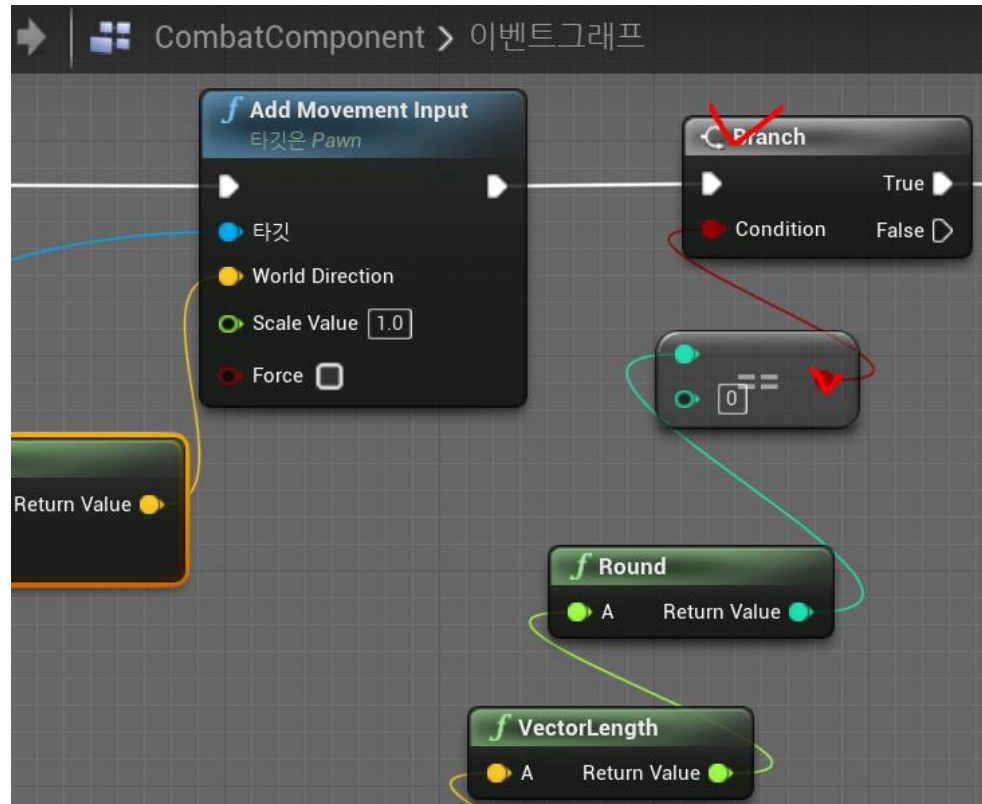 CombatComponent > 이벤트그래프
Add Movement Input
타깃은 Pawn
Branch
True
타깃
Condition
False
World Direction
Scale Value 1.0
Force
0 ==
Return Value
Round
A Return Value
VectorLength
A Return Value